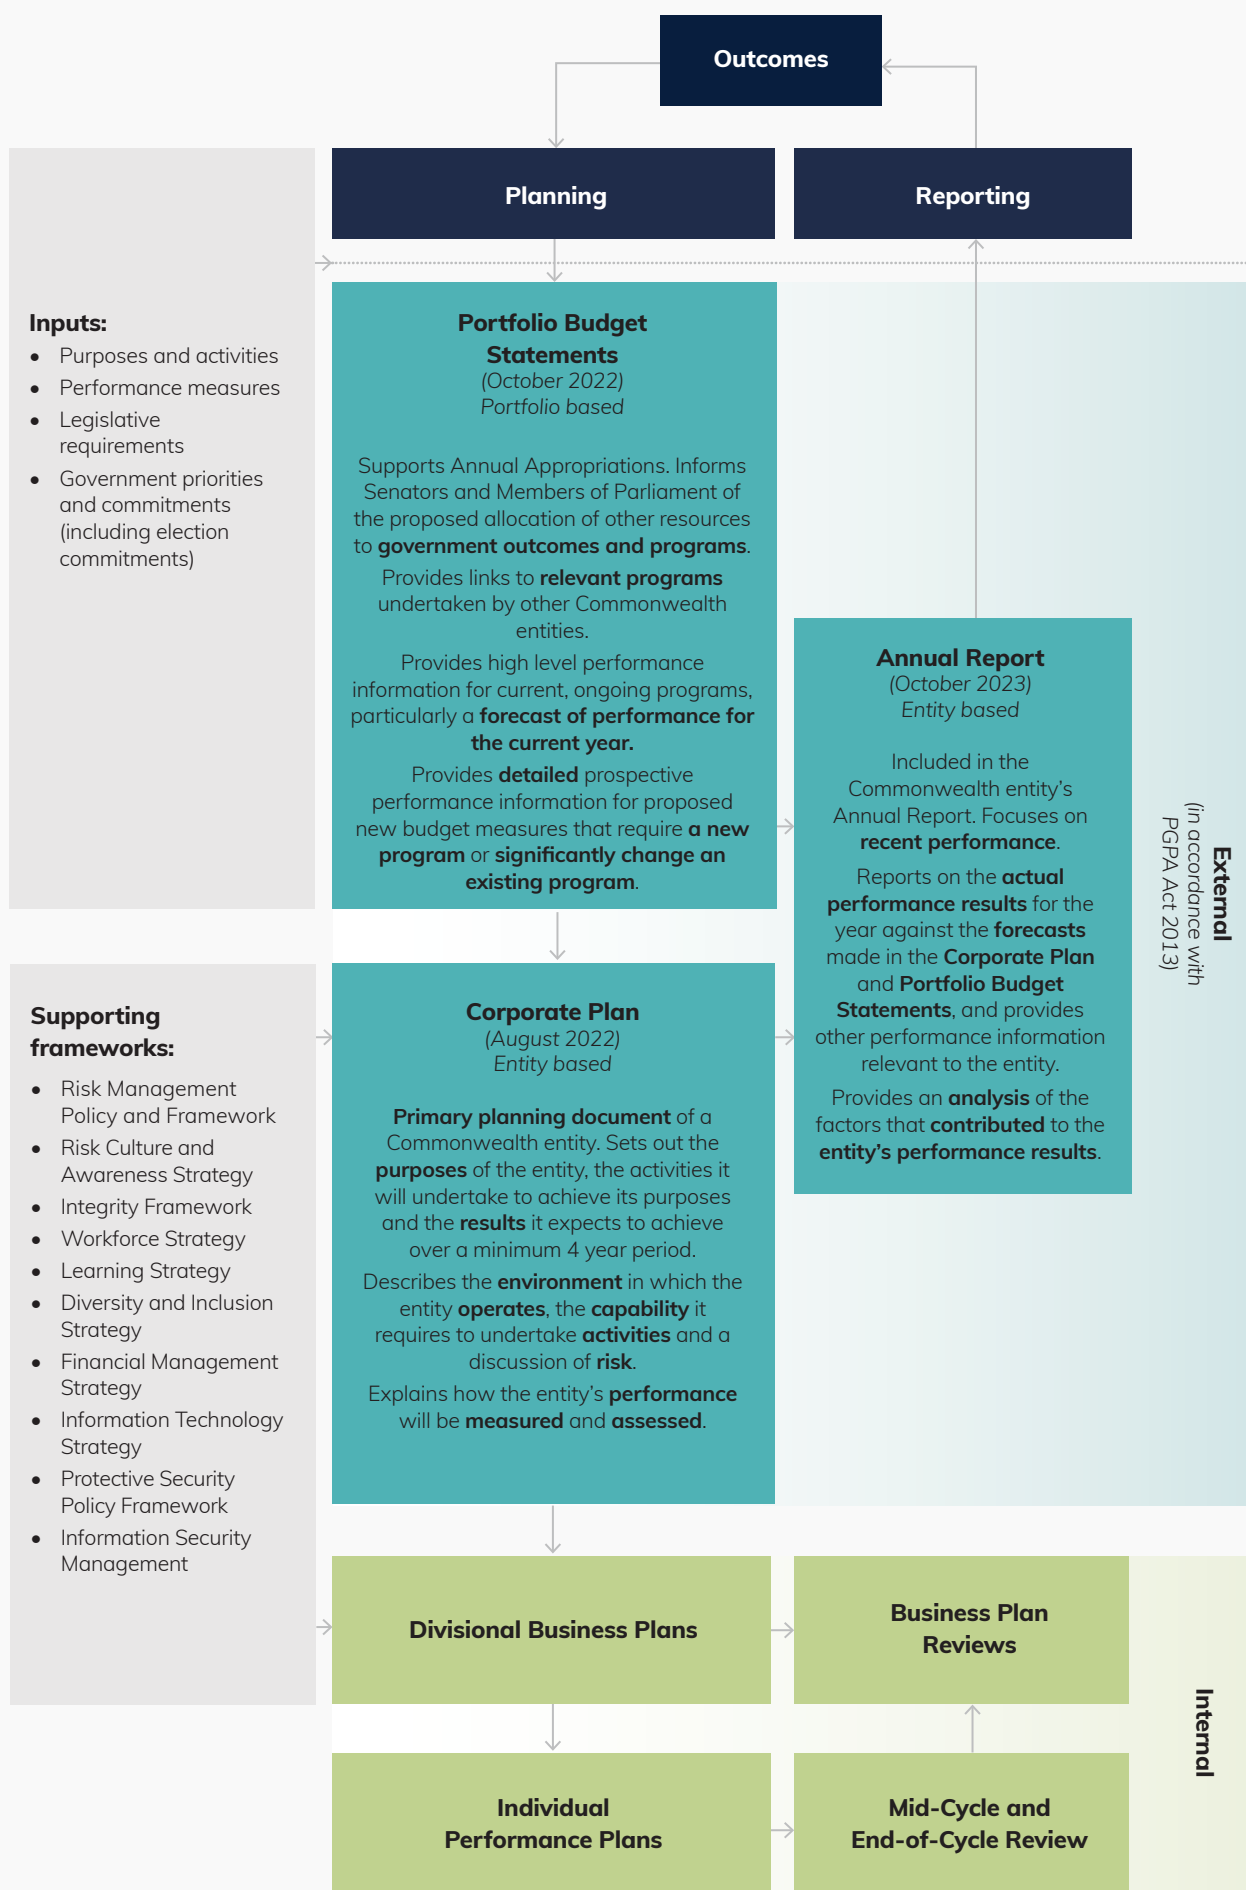 Outcomes
Planning
Reporting
Inputs:
• Purposes and activities
• Performance measures
• Legislative
requirements
• Government priorities
and commitments
(including election
commitments)
Portfolio Budget
Statements
(October 2022)
Portfolio based
Supports Annual Appropriations. Informs
Senators and Members of Parliament of
the proposed allocation of other resources
to government outcomes and programs.
Provides links to relevant programs
undertaken by other Commonwealth
entities.
Provides high level performance
information for current, ongoing programs,
particularly a forecast of performance for
the current year.
Provides detailed prospective
performance information for proposed
new budget measures that require a new
program or significantly change an
existing program.
Annual Report
(October 2023)
Entity based
Included in the
Commonwealth entity’s
Annual Report. Focuses on
recent performance.
Reports on the actual
performance results for the
year against the forecasts
made in the Corporate Plan
and Portfolio Budget
Statements, and provides
other performance information
relevant to the entity.
Provides an analysis of the
factors that contributed to the
entity’s performance results.
External
(in accordance with
PGPA Act 2013)
Supporting
frameworks:
• Risk Management
Policy and Framework
• Risk Culture and
Awareness Strategy
• Integrity Framework
• Workforce Strategy
• Learning Strategy
• Diversity and Inclusion
Strategy
• Financial Management
Strategy
• Information Technology
Strategy
• Protective Security
Policy Framework
• Information Security
Management
Corporate Plan
(August 2022)
Entity based
Primary planning document of a
Commonwealth entity. Sets out the
purposes of the entity, the activities it
will undertake to achieve its purposes
and the results it expects to achieve
over a minimum 4 year period.
Describes the environment in which the
entity operates, the capability it
requires to undertake activities and a
discussion of risk.
Explains how the entity’s performance
will be measured and assessed.
Divisional Business Plans
Business Plan
Reviews
Internal
Individual
Performance Plans
Mid-Cycle and
End-of-Cycle Review